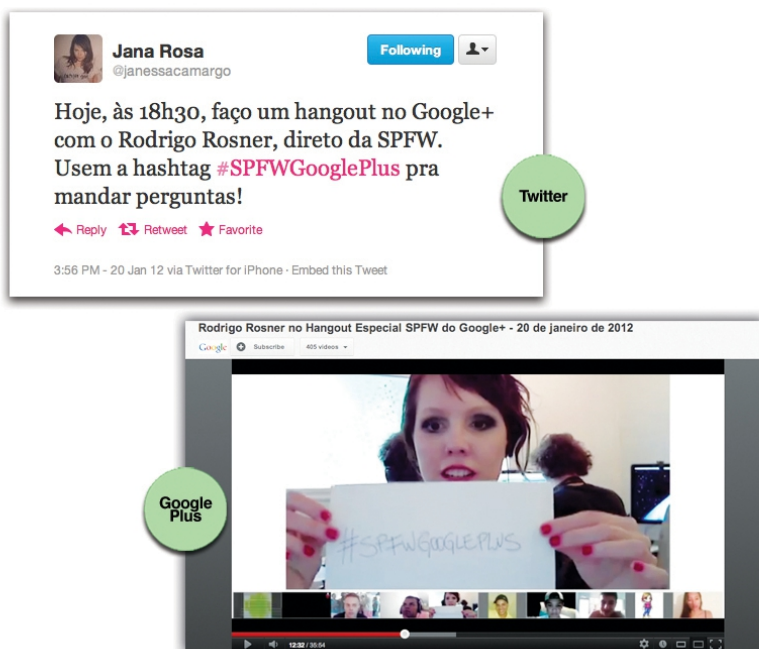 Jana Rosa
@janessacamargo
Following
Hoje, às 18h30, faço um hangout no Google+
com o Rodrigo Rosner, direto da SPFW.
Usem a hashtag #SPFWGooglePlus pra
mandar perguntas!
Reply Retweet Favorite
3:56 PM - 20 Jan 12 via Twitter for iPhone · Embed this Tweet
Twitter
Rodrigo Rosner no Hangout Especial SPFW do Google+ - 20 de janeiro de 2012
Google Subscribe 405 videos
Google
Plus
#SPFWGOOGLEPLUS
12:32 / 35:54